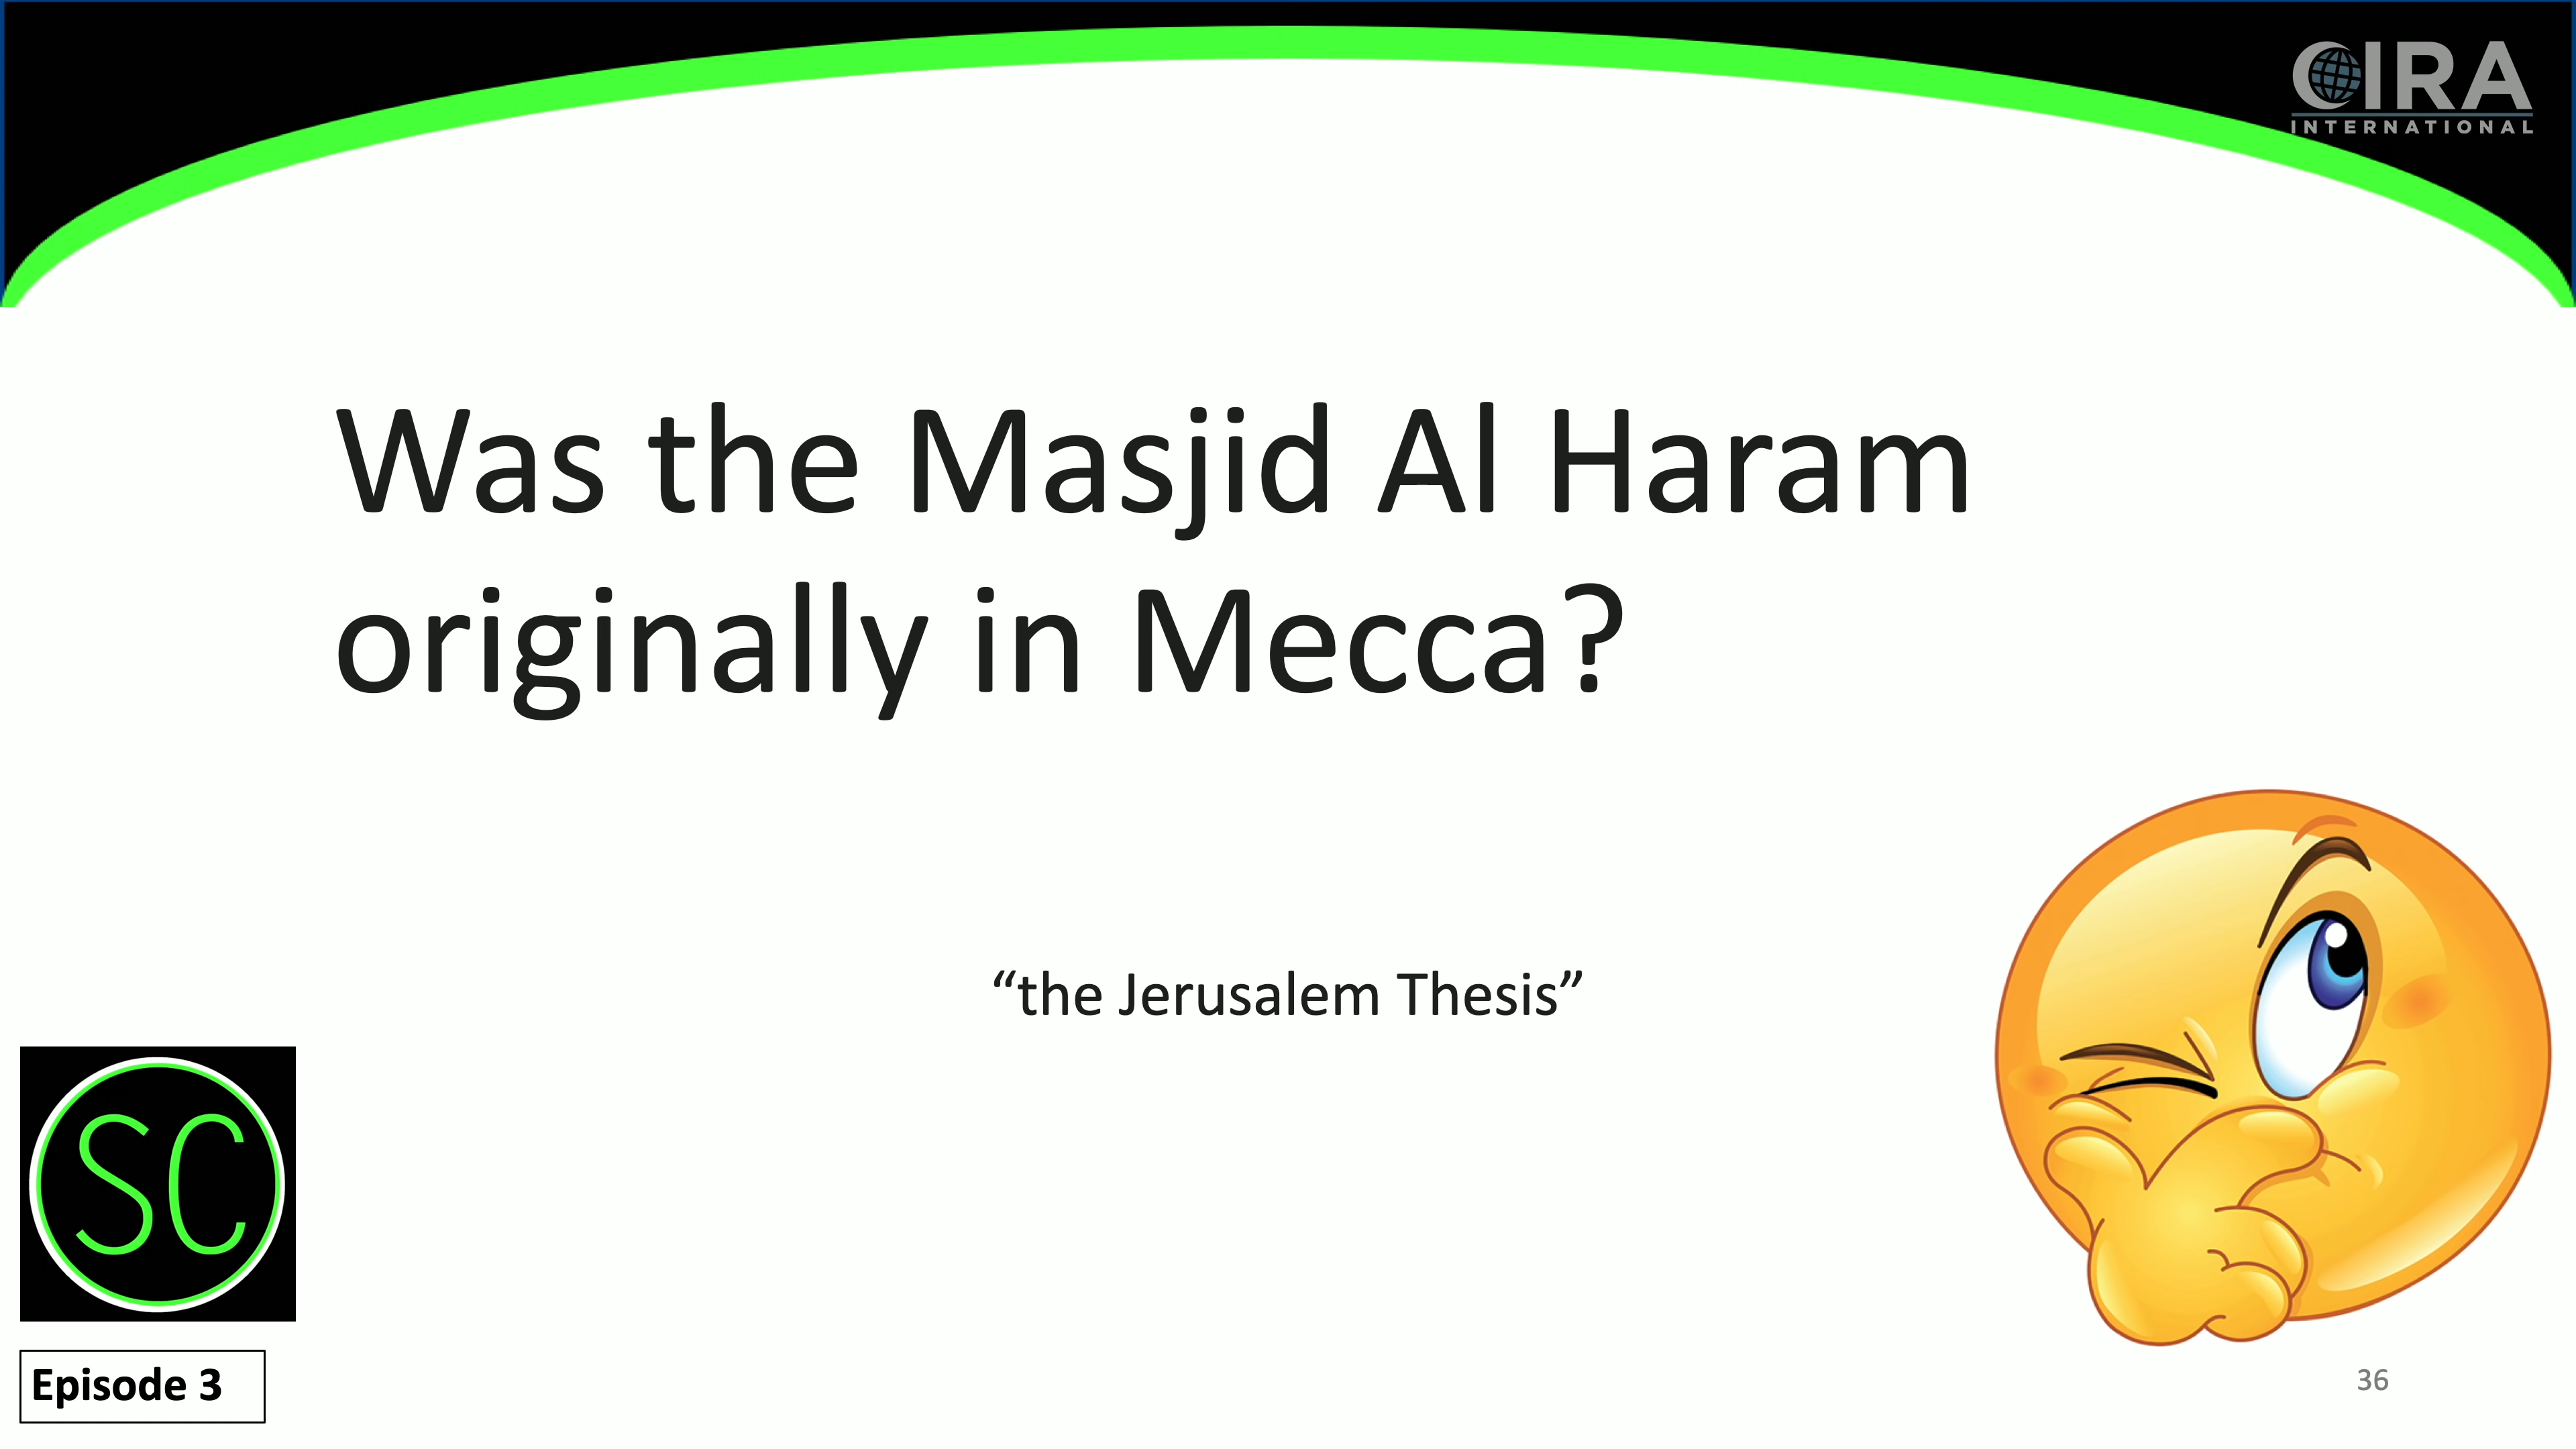 CIRA
INTERNATIONAL
Was the Masjid Al Haram
originally in Mecca?
“the Jerusalem Thesis”
SC
Episode 3
36